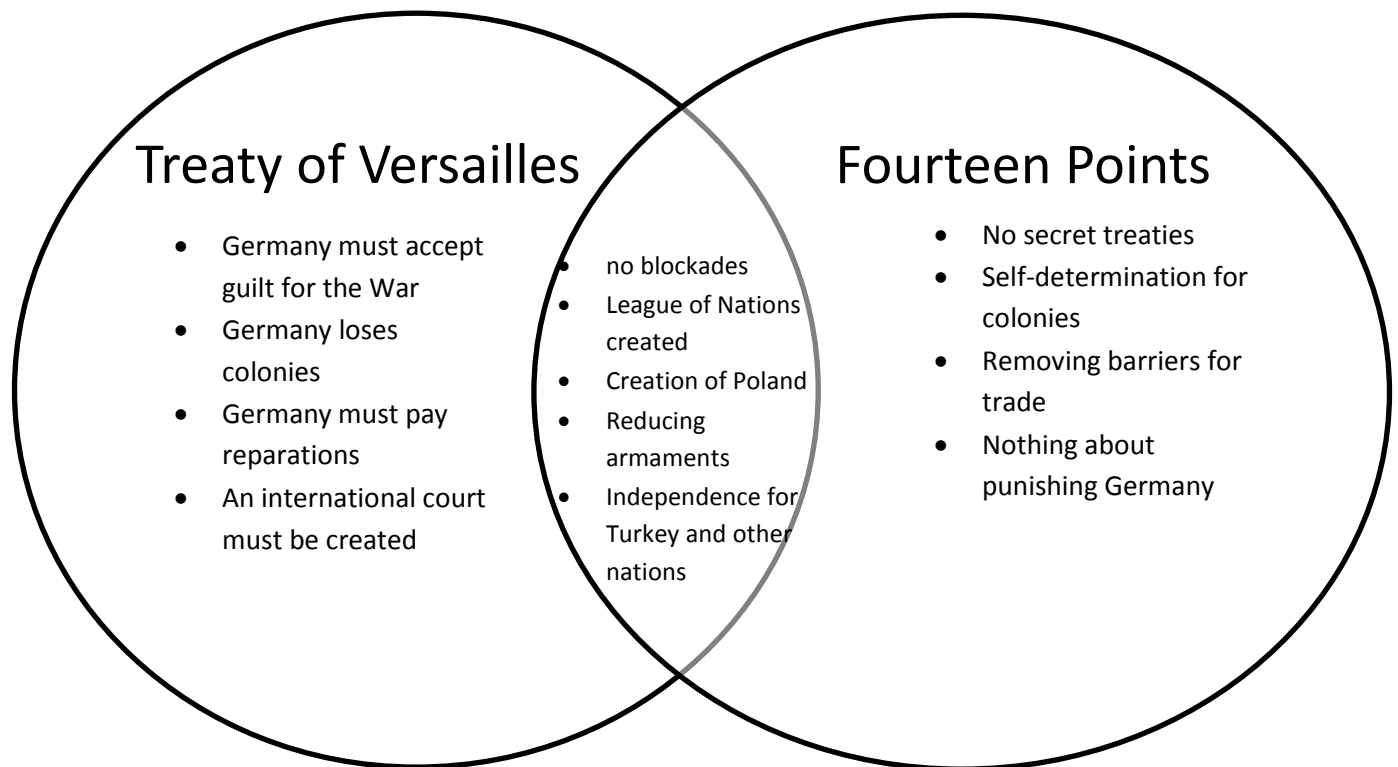 Treaty of Versailles
• Germany must accept
guilt for the War
• Germany loses
colonies
• Germany must pay
reparations
• An international court
must be created
• no blockades
• League of Nations
created
• Creation of Poland
• Reducing
armaments
• Independence for
Turkey and other
nations
Fourteen Points
• No secret treaties
• Self-determination for
colonies
• Removing barriers for
trade
• Nothing about
punishing Germany